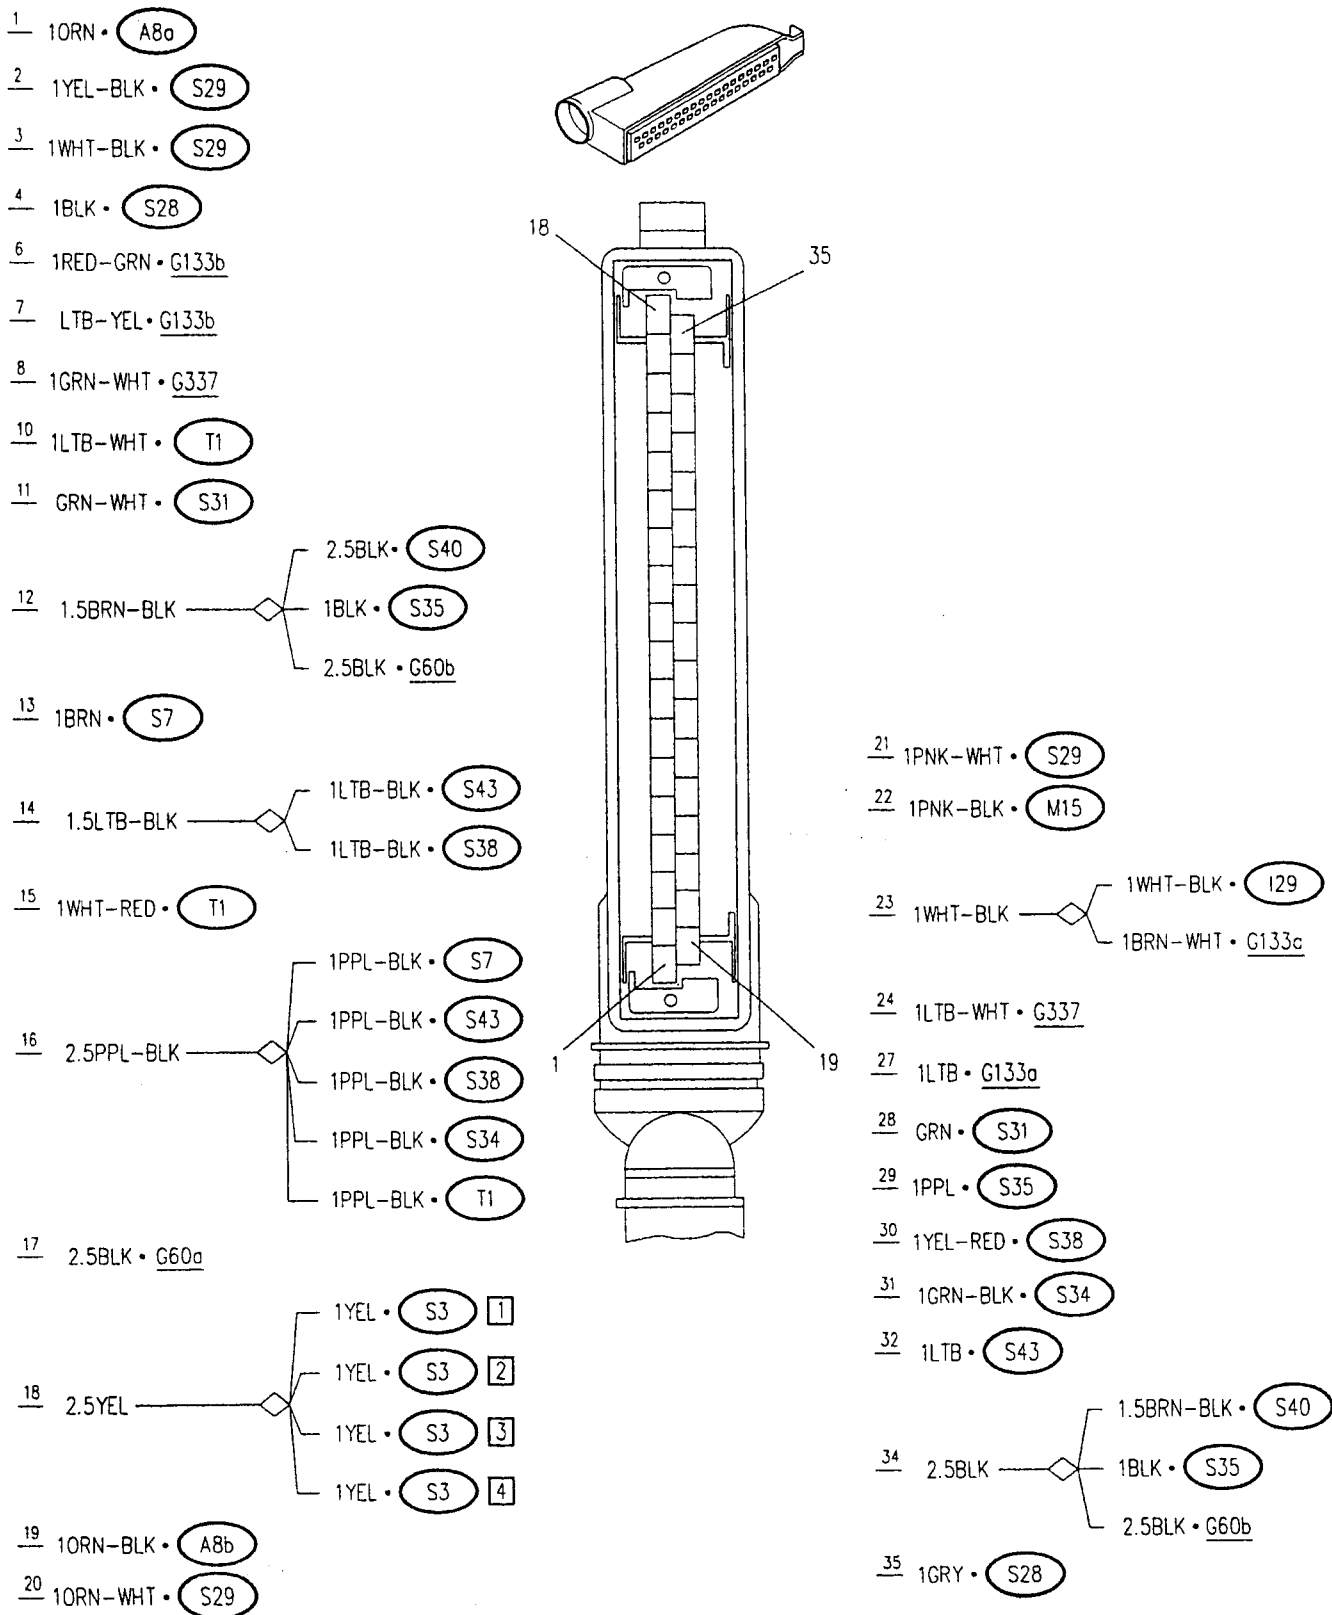 1 1ORN • A8a
2 1YEL-BLK • S29
3 1WHT-BLK • S29
4 1BLK • S28
6 1RED-GRN • G133b
7 LTB-YEL • G133b
8 1GRN-WHT • G337
10 1LTB-WHT • T1
11 GRN-WHT • S31
12 1.5BRN-BLK
2.5BLK • S40
1BLK • S35
2.5BLK • G60b
13 1BRN • S7
14 1.5LTB-BLK
1LTB-BLK • S43
1LTB-BLK • S38
15 1WHT-RED • T1
16 2.5PPL-BLK
1PPL-BLK • S7
1PPL-BLK • S43
1PPL-BLK • S38
1PPL-BLK • S34
1PPL-BLK • T1
17 2.5BLK • G60a
18 2.5YEL
1YEL • S3 1
1YEL • S3 2
1YEL • S3 3
1YEL • S3 4
19 1ORN-BLK • A8b
20 1ORN-WHT • S29
18
35
1
19
21 1PNK-WHT • S29
22 1PNK-BLK • M15
23 1WHT-BLK
1WHT-BLK • I29
1BRN-WHT • G133c
24 1LTB-WHT • G337
27 1LTB • G133a
28 GRN • S31
29 1PPL • S35
30 1YEL-RED • S38
31 1GRN-BLK • S34
32 1LTB • S43
34 2.5BLK
1.5BRN-BLK • S40
1BLK • S35
2.5BLK • G60b
35 1GRY • S28